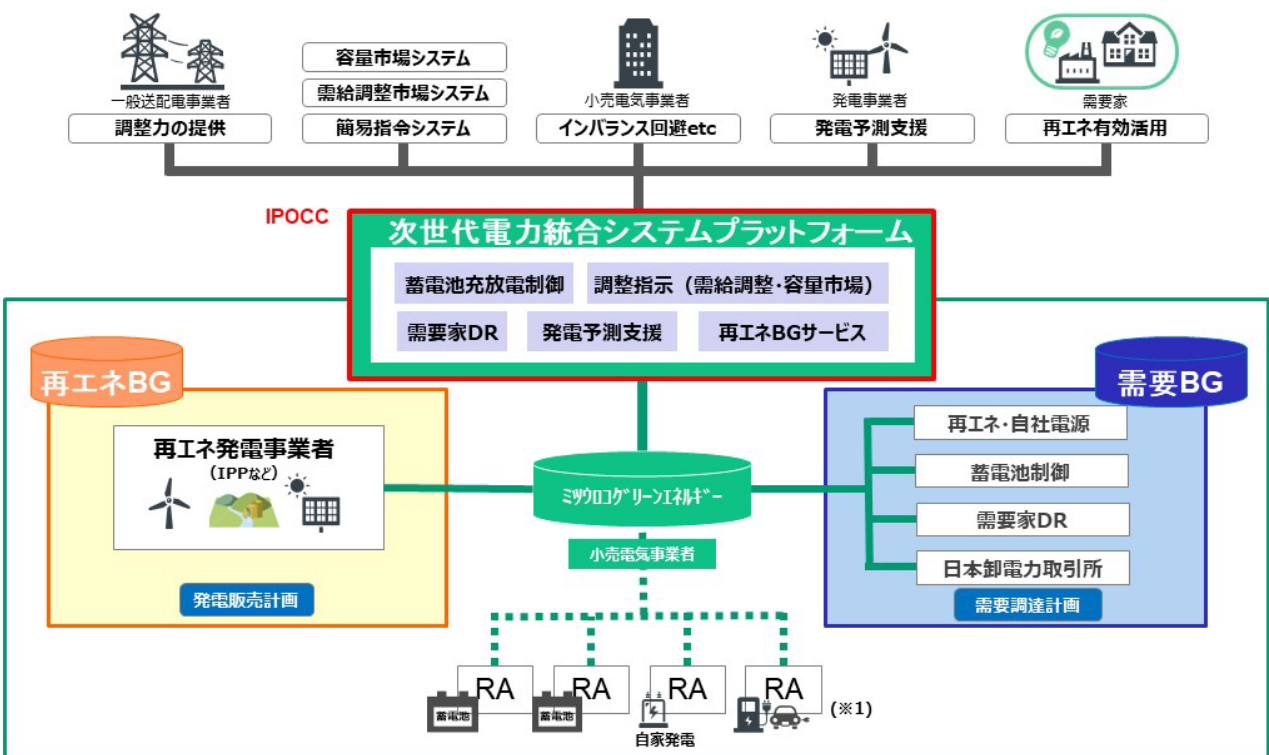 一般送配電事業者
調整力の提供
容量市場システム
需給調整市場システム
簡易指令システム
小売電気事業者
インバランス回避etc
発電事業者
発電予測支援
需要家
再エネ有効活用
IPOCC
次世代電力統合システムプラットフォーム
蓄電池充放電制御
調整指示（需給調整･容量市場）
需要家DR
発電予測支援
再エネBGサービス
再エネBG
再エネ発電事業者
(IPPなど)
発電販売計画
ﾐﾂｳﾛｺｸﾞﾘｰﾝｴﾈﾙｷﾞｰ
小売電気事業者
需要BG
再エネ･自社電源
蓄電池制御
需要家DR
日本卸電力取引所
需要調達計画
RA
蓄電池
RA
蓄電池
RA
自家発電
RA
(※1)